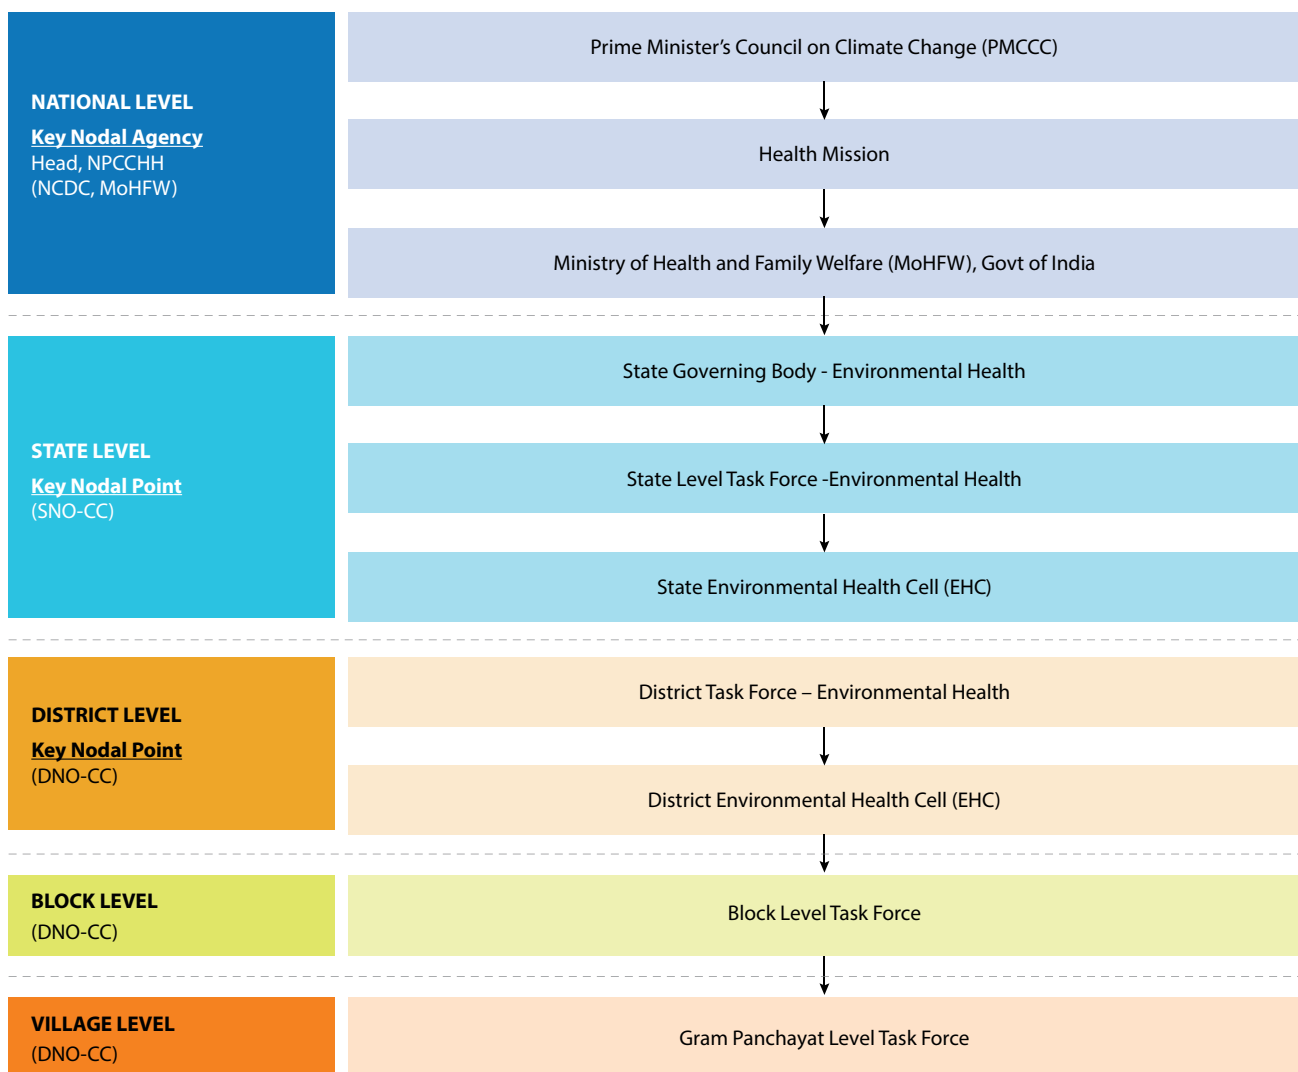 NATIONAL LEVEL
Key Nodal Agency
Head, NPCCHH
(NCDC, MoHFW)
Prime Minister’s Council on Climate Change (PMCCC)
Health Mission
Ministry of Health and Family Welfare (MoHFW), Govt of India
STATE LEVEL
Key Nodal Point
(SNO-CC)
State Governing Body - Environmental Health
State Level Task Force -Environmental Health
State Environmental Health Cell (EHC)
DISTRICT LEVEL
Key Nodal Point
(DNO-CC)
District Task Force – Environmental Health
District Environmental Health Cell (EHC)
BLOCK LEVEL
(DNO-CC)
Block Level Task Force
VILLAGE LEVEL
(DNO-CC)
Gram Panchayat Level Task Force